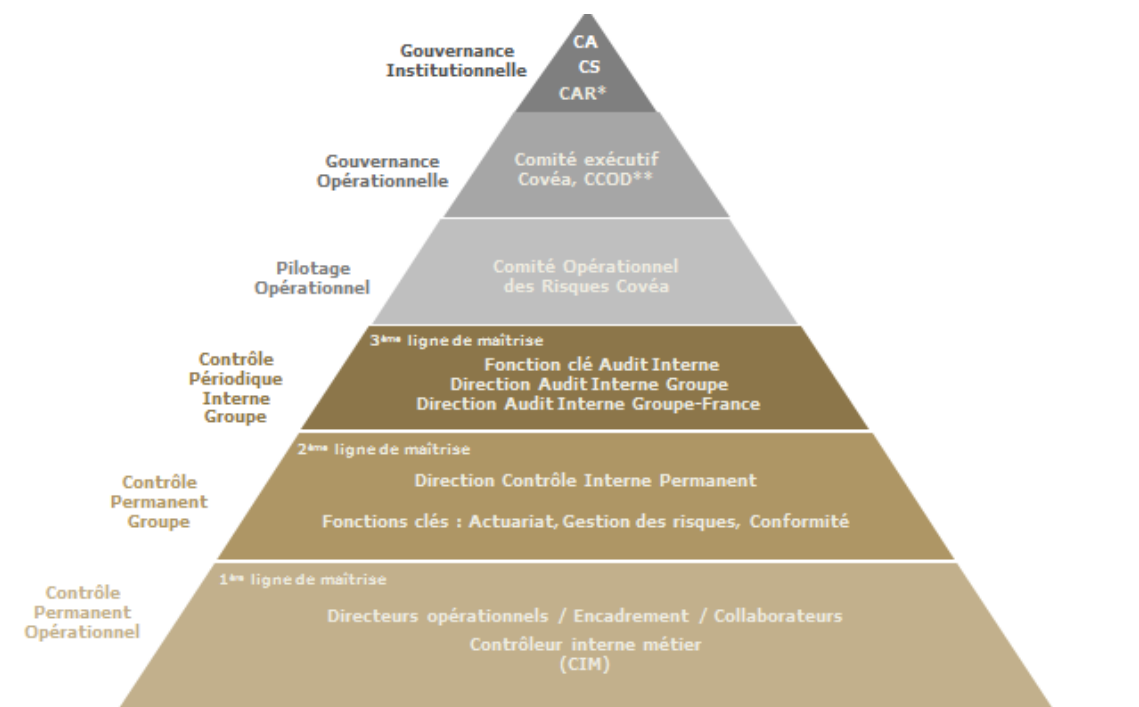 Gouvernance
Institutionnelle
CA
CS
CAR*
Gouvernance
Opérationnelle
Comité exécutif
Covéa, CCOD**
Pilotage
Opérationnel
Comité Opérationnel
des Risques Covéa
Contrôle
Périodique
Interne
Groupe
3ème ligne de maîtrise
Fonction clé Audit Interne
Direction Audit Interne Groupe
Direction Audit Interne Groupe-France
Contrôle
Permanent
Groupe
2ème ligne de maîtrise
Direction Contrôle Interne Permanent
Fonctions clés : Actuariat, Gestion des risques, Conformité
Contrôle
Permanent
Opérationnel
1ère ligne de maîtrise
Directeurs opérationnels / Encadrement / Collaborateurs
Contrôleur interne métier
(CIM)